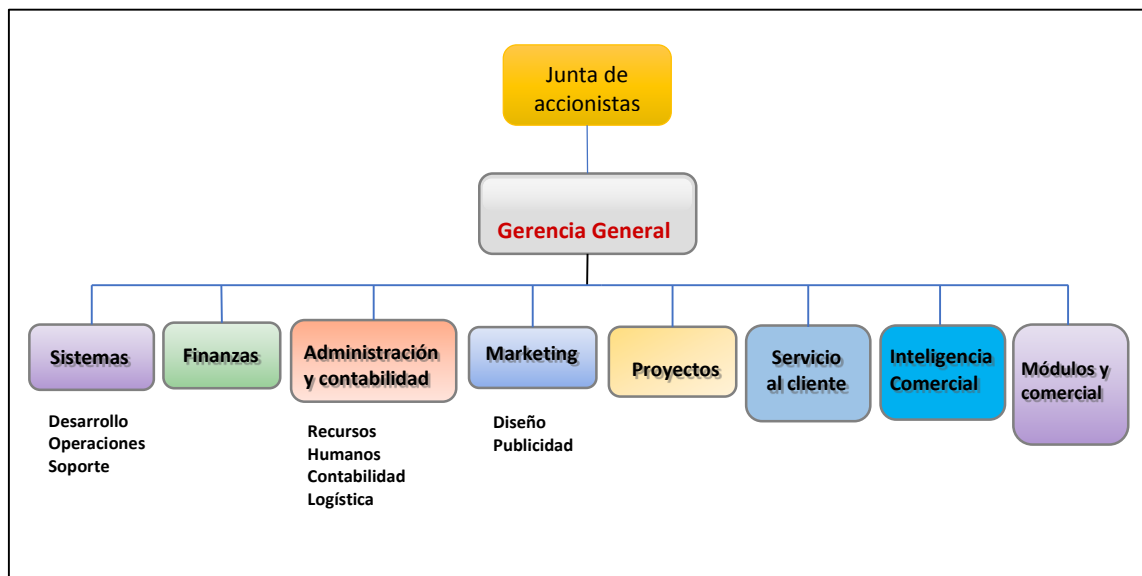 Junta de
accionistas
Gerencia General
Sistemas
Finanzas
Administración
y contabilidad
Marketing
Proyectos
Servicio
al cliente
Inteligencia
Comercial
Módulos y
comercial
Desarrollo
Operaciones
Soporte
Recursos
Humanos
Contabilidad
Logística
Diseño
Publicidad